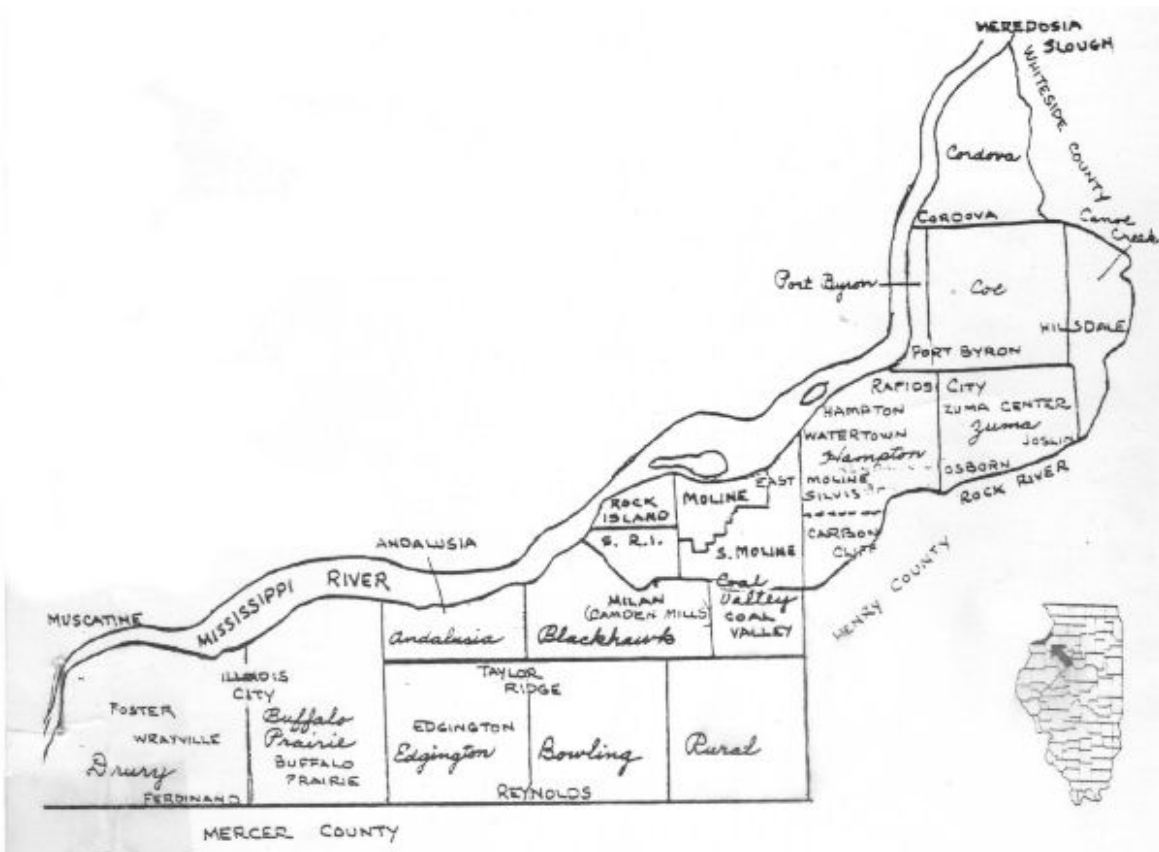 MEREDOSIA
SLOUGH
WHITESIDE COUNTY
Cordova
CORDOVA
Canoe
Creek
Port Byron
Coe
HILSDALE
PORT BYRON
RAPIDS CITY
HAMPTON
ZUMA CENTER
Zuma
WATERTOWN
JOSLIN
Hampton
OSBORN
ROCK RIVER
EAST MOLINE
SILVIS
MOLINE
ROCK
ISLAND
S. R. I.
S. MOLINE
CARBON
CLIFF
HENRY COUNTY
ANDALUSIA
MISSISSIPPI RIVER
MUSCATINE
Coal
Valley
COAL
VALLEY
MILAN
(CAMDEN MILLS)
Blackhawk
Andalusia
TAYLOR
RIDGE
ILLINOIS
CITY
FOSTER
WRAYVILLE
Drury
FERDINAND
Buffalo
Prairie
BUFFALO
PRAIRIE
EDGINGTON
Edgington
Bowling
Rural
REYNOLDS
MERCER COUNTY